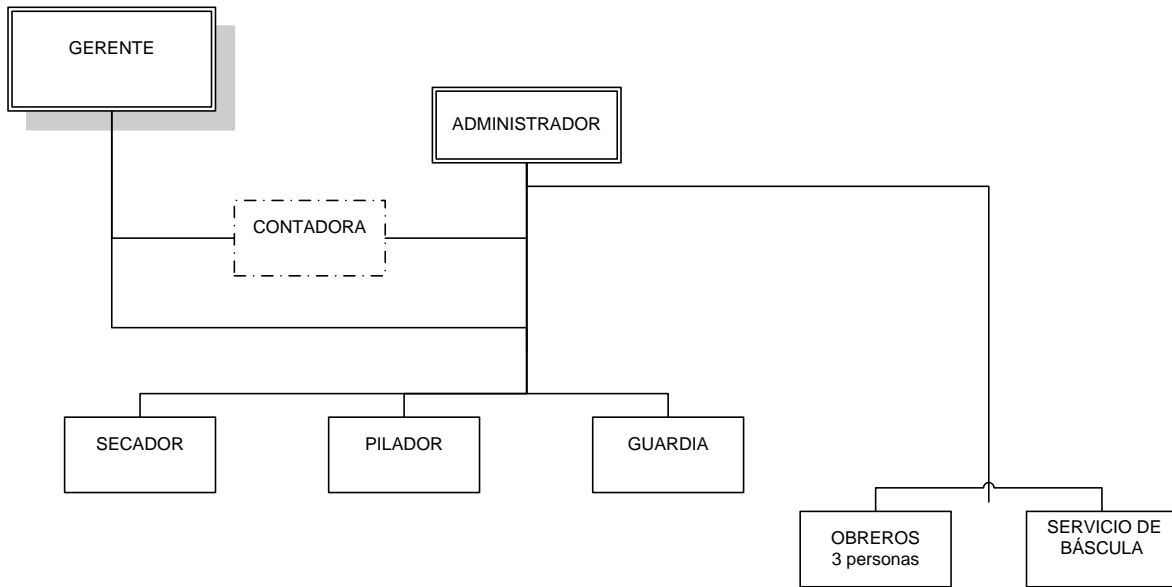 GERENTE
ADMINISTRADOR
CONTADORA
SECADOR
PILADOR
GUARDIA
OBREROS
3 personas
SERVICIO DE
BÁSCULA